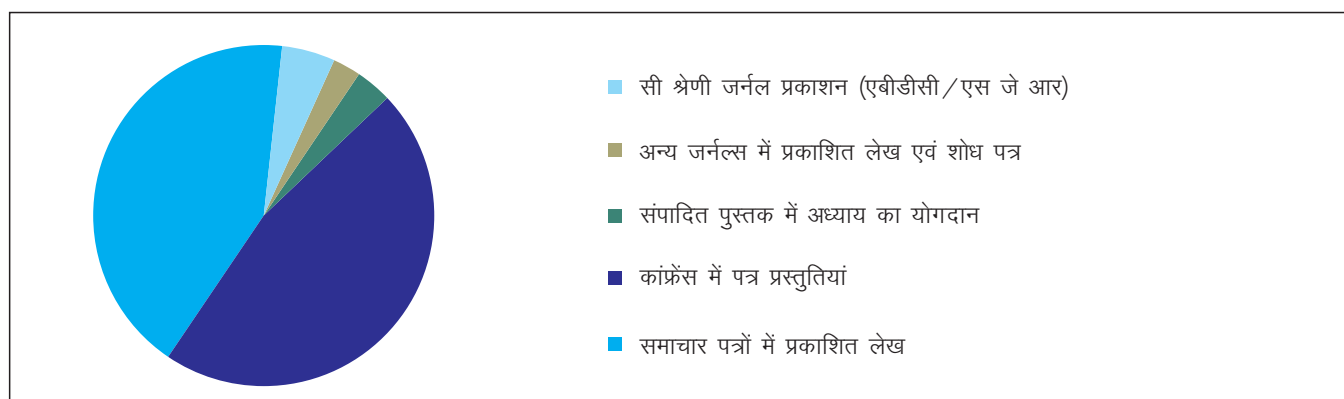 सी श्रेणी जर्नल प्रकाशन (एबीडीसी/एस जे आर)
अन्य जर्नल्स में प्रकाशित लेख एवं शोध पत्र
संपादित पुस्तक में अध्याय का योगदान
कांफ्रेंस में पत्र प्रस्तुतियां
समाचार पत्रों में प्रकाशित लेख